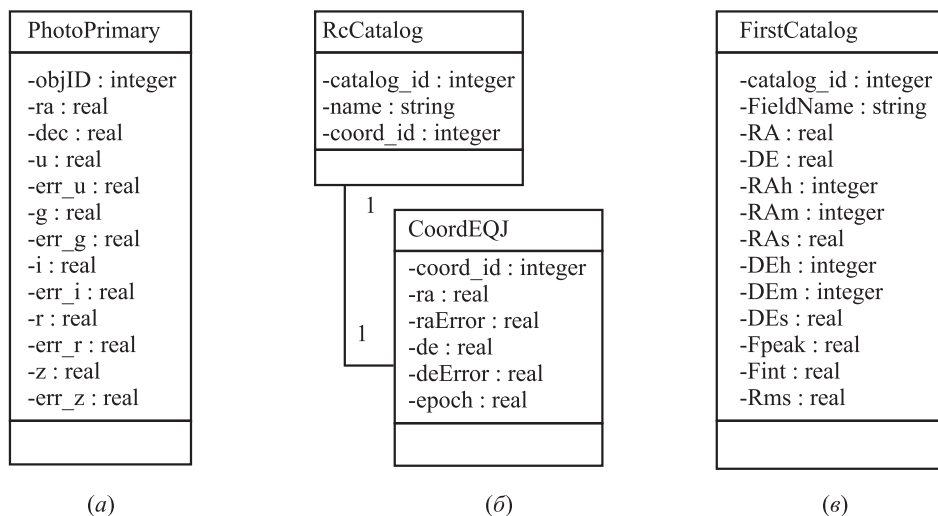 PhotoPrimary
-objID : integer
-ra : real
-dec : real
-u : real
-err_u : real
-g : real
-err_g : real
-i : real
-err_i : real
-r : real
-err_r : real
-z : real
-err_z : real
(а)
RcCatalog
-catalog_id : integer
-name : string
-coord_id : integer
1
1
CoordEQJ
-coord_id : integer
-ra : real
-raError : real
-de : real
-deError : real
-epoch : real
(б)
FirstCatalog
-catalog_id : integer
-FieldName : string
-RA : real
-DE : real
-RAh : integer
-RAm : integer
-RAs : real
-DEh : integer
-DEm : integer
-DEs : real
-Fpeak : real
-Fint : real
-Rms : real
(в)